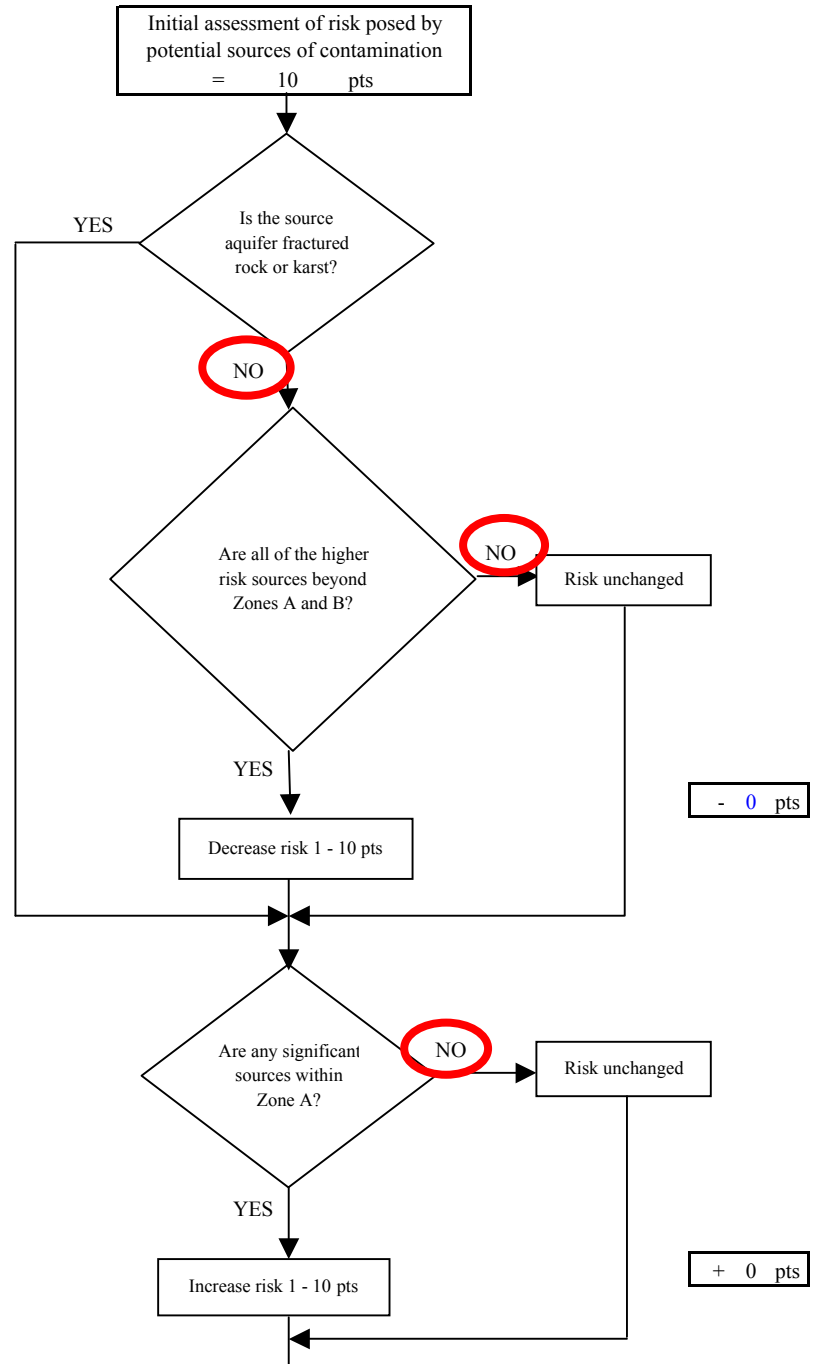 Initial assessment of risk posed by
potential sources of contamination
= 10 pts
YES
Is the source
aquifer fractured
rock or karst?
NO
Are all of the higher
risk sources beyond
Zones A and B?
NO
Risk unchanged
YES
- 0 pts
Decrease risk 1 - 10 pts
Are any significant
sources within
Zone A?
NO
Risk unchanged
YES
+ 0 pts
Increase risk 1 - 10 pts